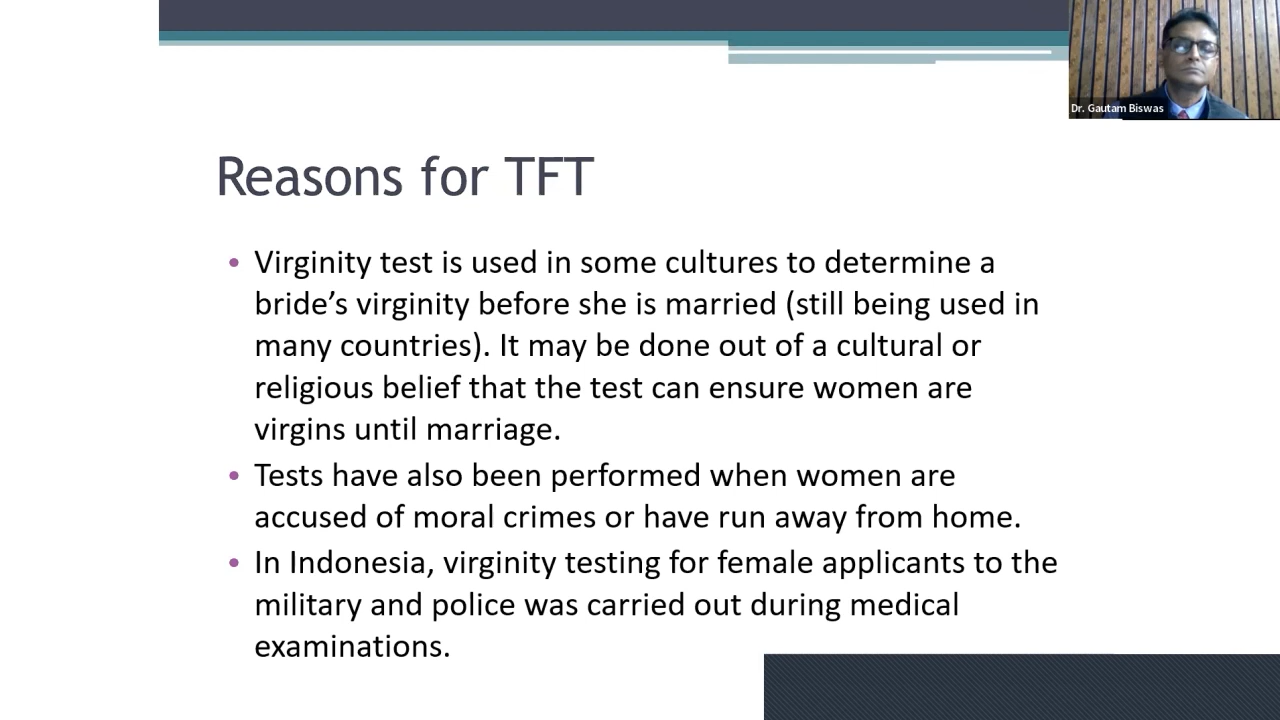 Dr. Gautam Biswas
Reasons for TFT
• Virginity test is used in some cultures to determine a
bride’s virginity before she is married (still being used in
many countries). It may be done out of a cultural or
religious belief that the test can ensure women are
virgins until marriage.
• Tests have also been performed when women are
accused of moral crimes or have run away from home.
• In Indonesia, virginity testing for female applicants to the
military and police was carried out during medical
examinations.